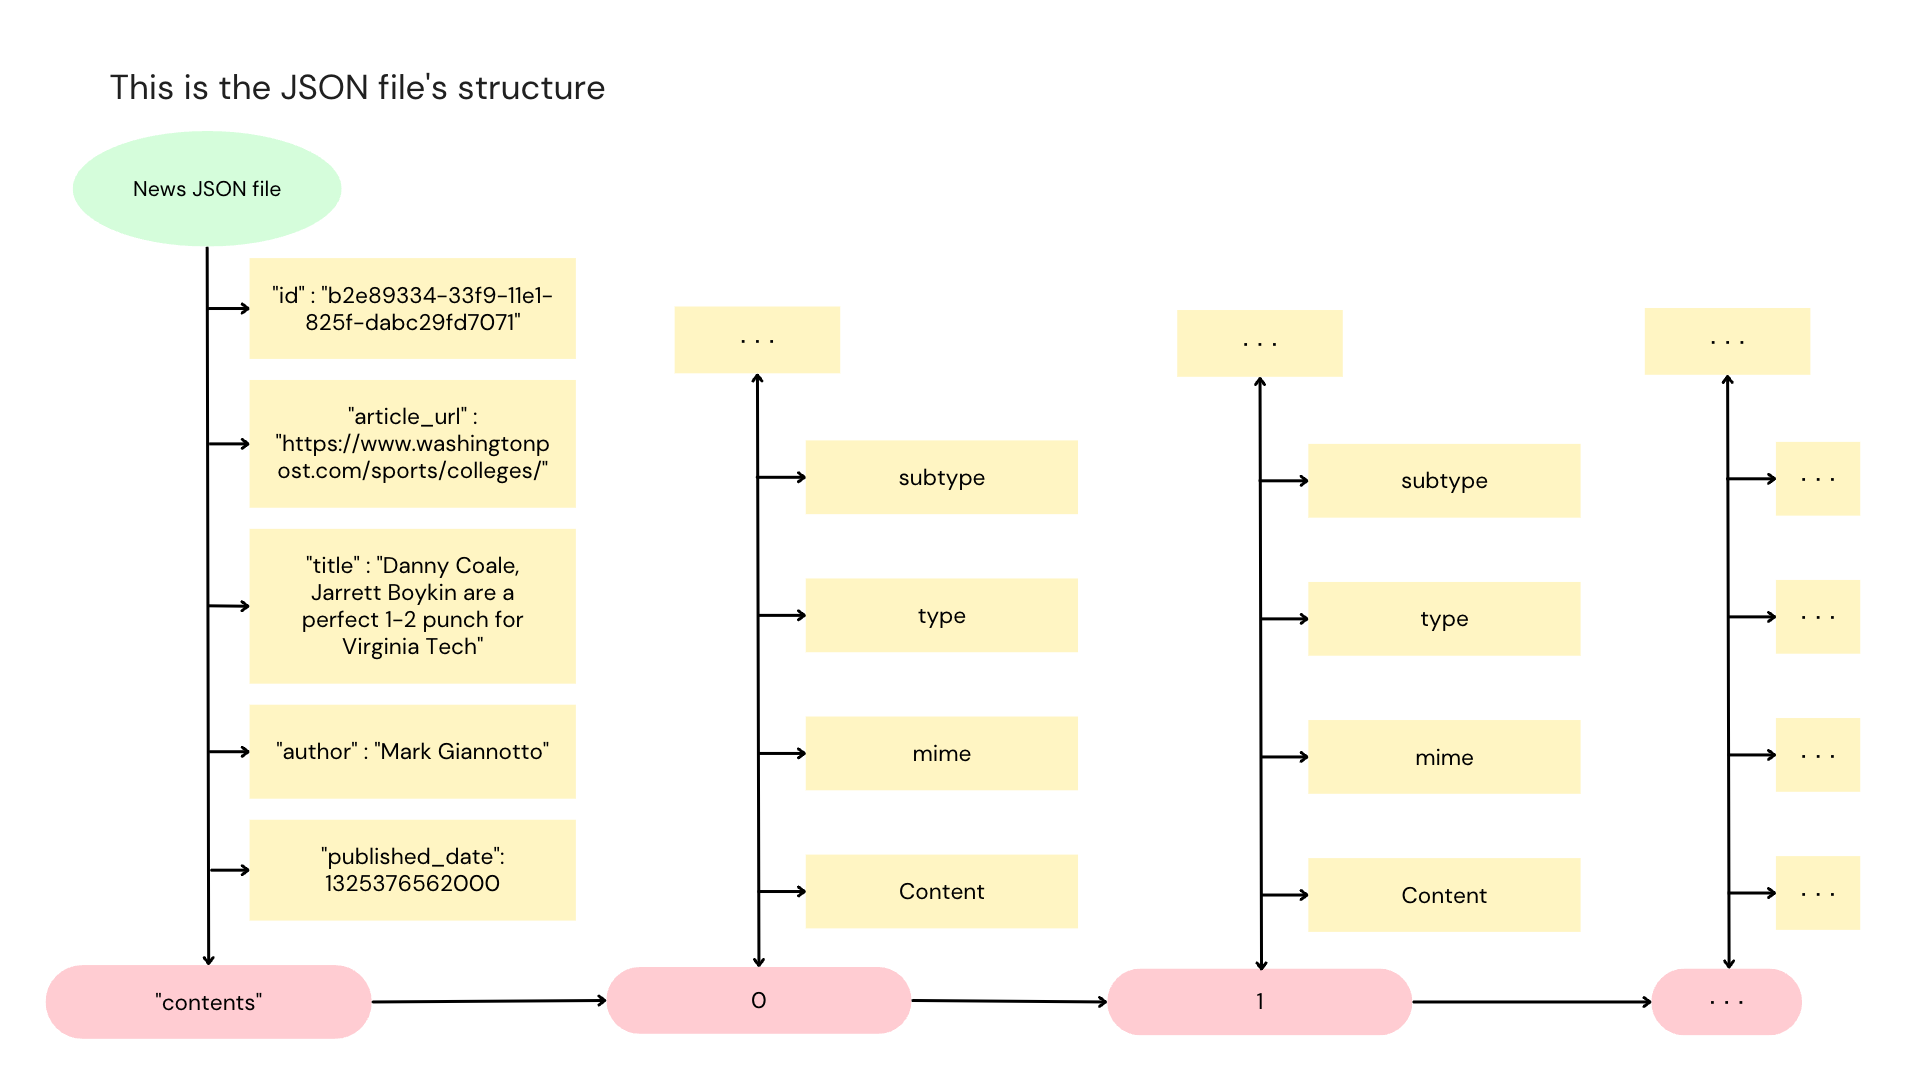 This is the JSON file's structure
News JSON file
"id" : "b2e89334-33f9-11e1-
825f-dabc29fd7071"
"article_url" :
"https://www.washingtonp
ost.com/sports/colleges/"
"title" : "Danny Coale,
Jarrett Boykin are a
perfect 1-2 punch for
Virginia Tech"
"author" : "Mark Giannotto"
"published_date":
1325376562000
"contents"
. . .
subtype
type
mime
Content
0
. . .
subtype
type
mime
Content
1
. . .
. . .
. . .
. . .
. . .
. . .